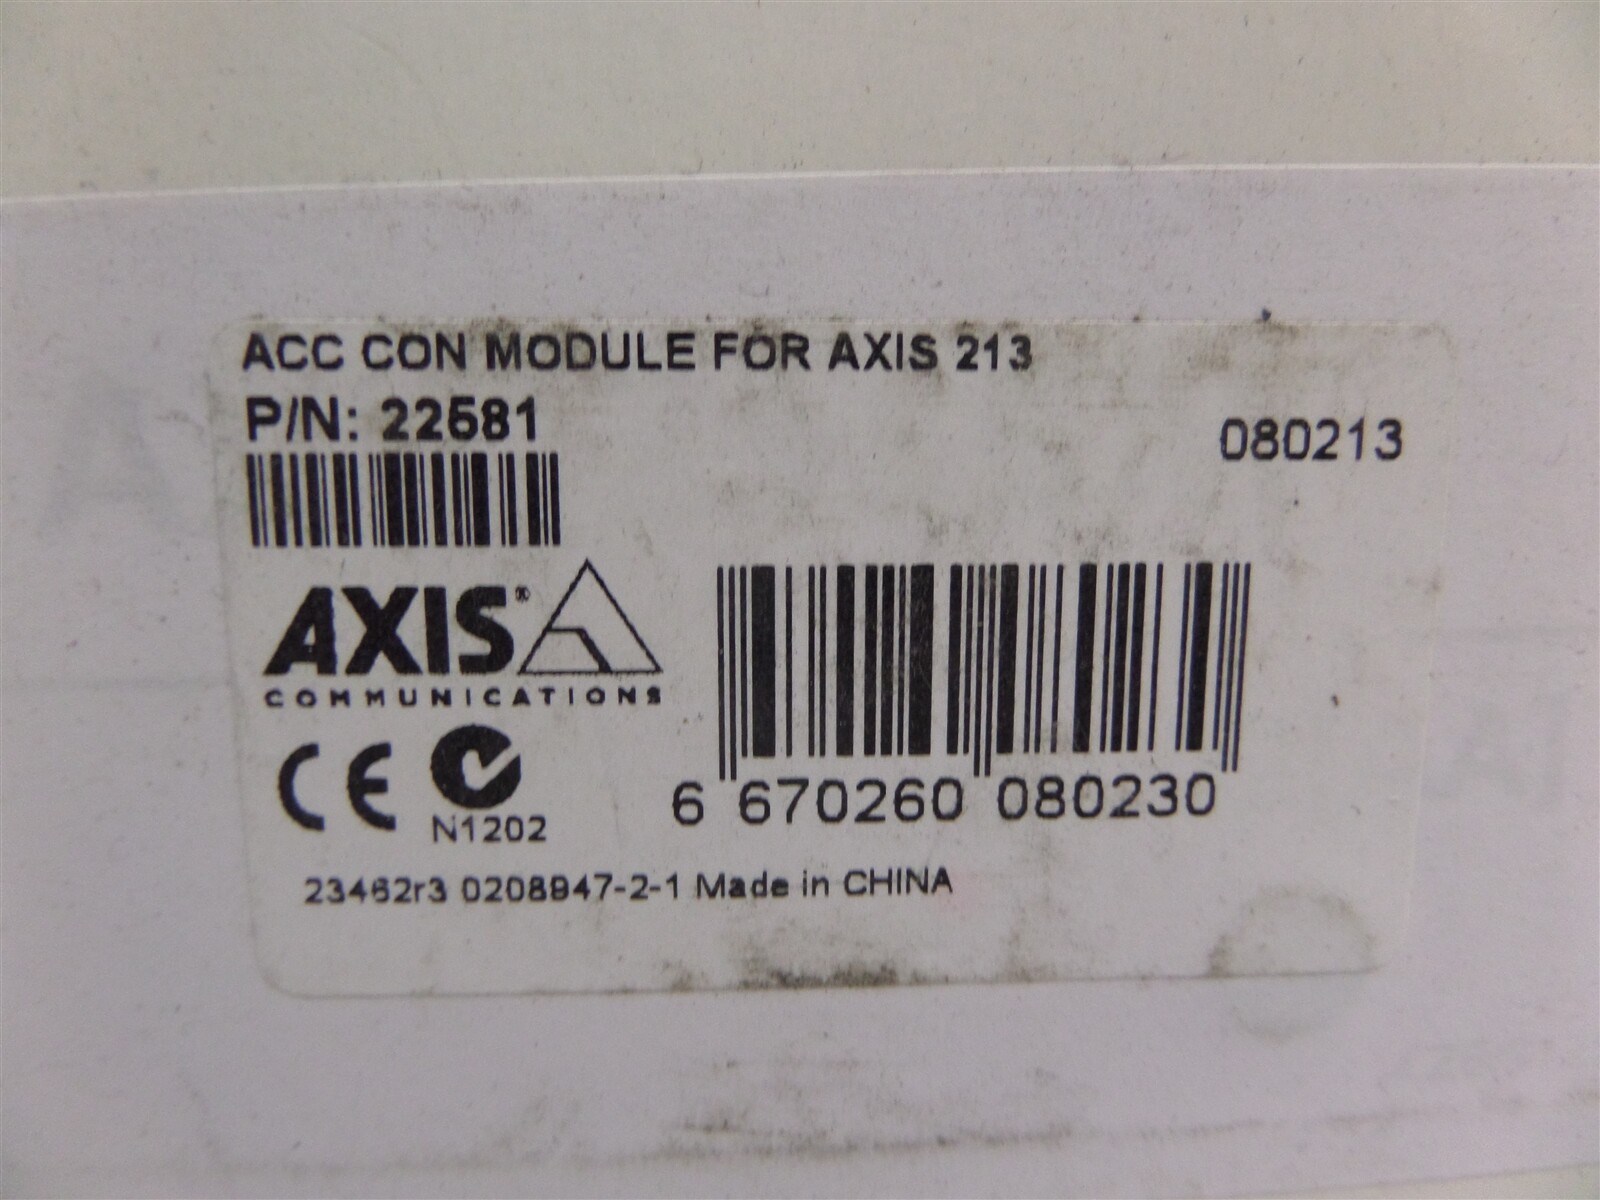 ACC CON MODULE FOR AXIS 213
P/N: 22581
080213
AXIS®
COMMUNICATIONS
CE
N1202
6 670260 080230
23462r3 0208947-2-1 Made in CHINA